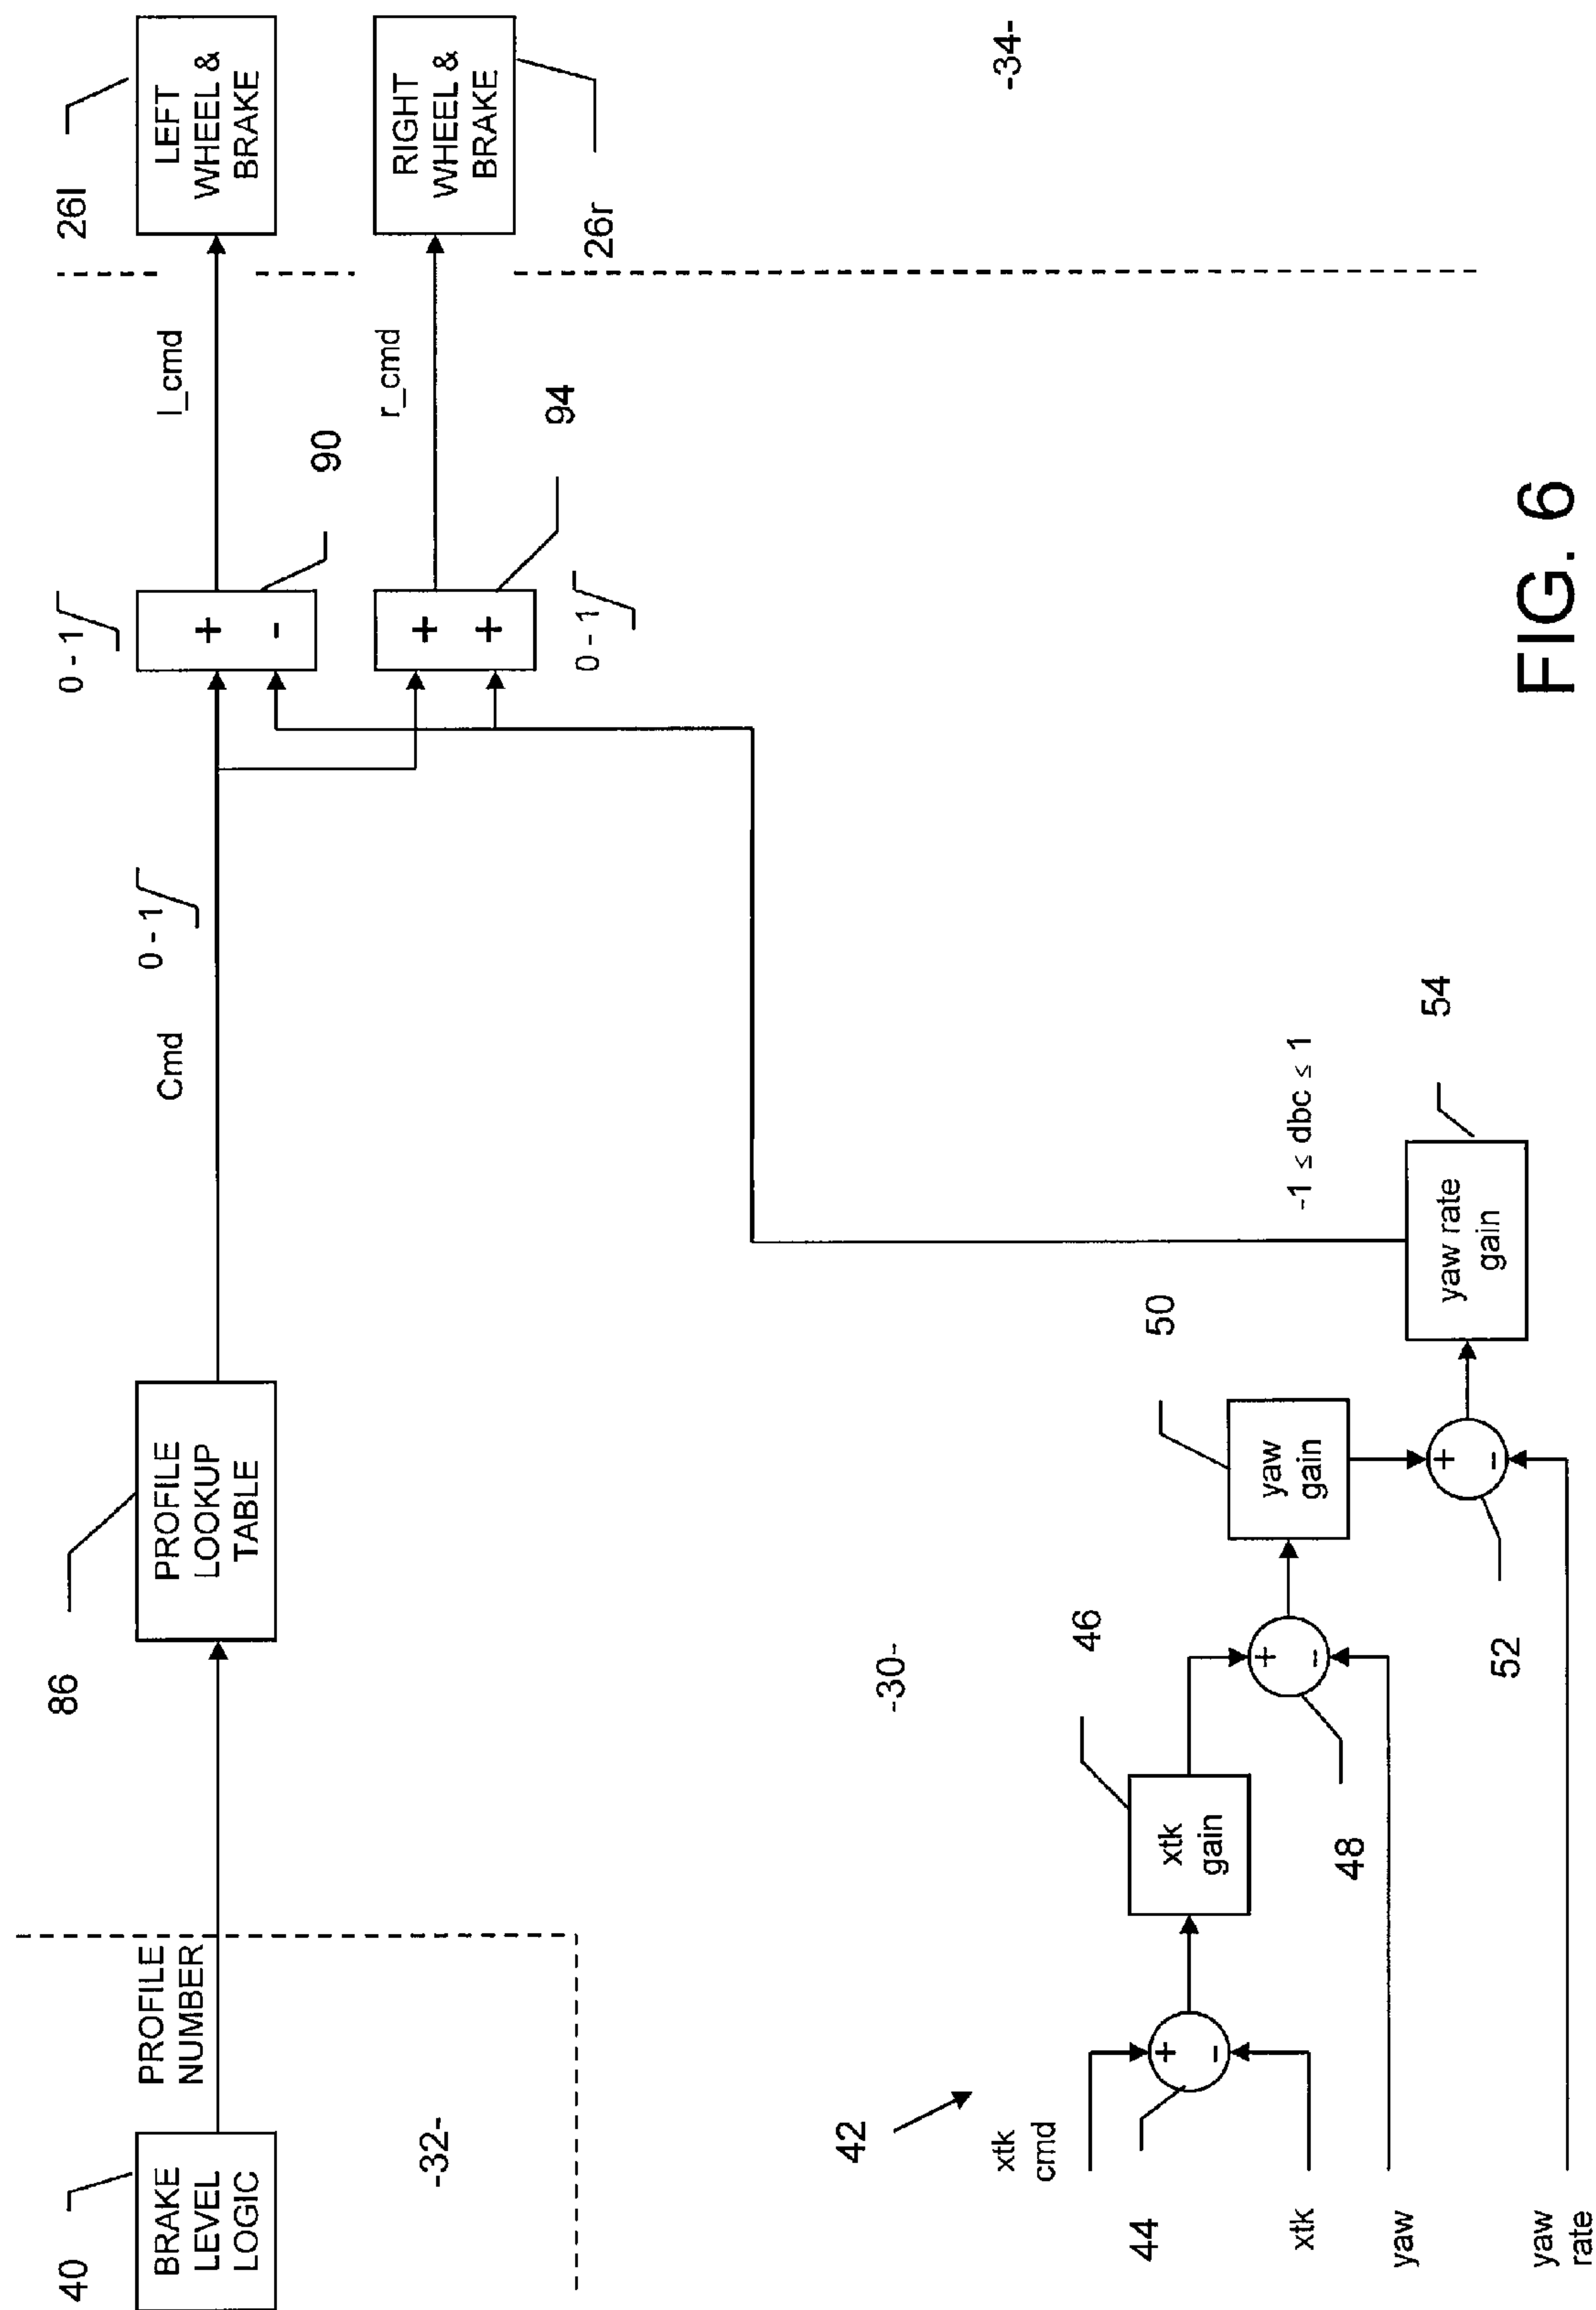 40
BRAKE
LEVEL
LOGIC
PROFILE
NUMBER
-32-
86
PROFILE
LOOKUP
TABLE
Cmd
0 - 1
0 - 1
+
-
90
l_cmd
26l
LEFT
WHEEL &
BRAKE
+
+
0 - 1
94
r_cmd
RIGHT
WHEEL &
BRAKE
26r
-34-
42
xtk
cmd
44
+
-
xtk
46
xtk
gain
-30-
+
-
48
yaw
50
yaw
gain
+
-
52
yaw
rate
54
yaw rate
gain
-1 ≤ dbc ≤ 1
FIG. 6